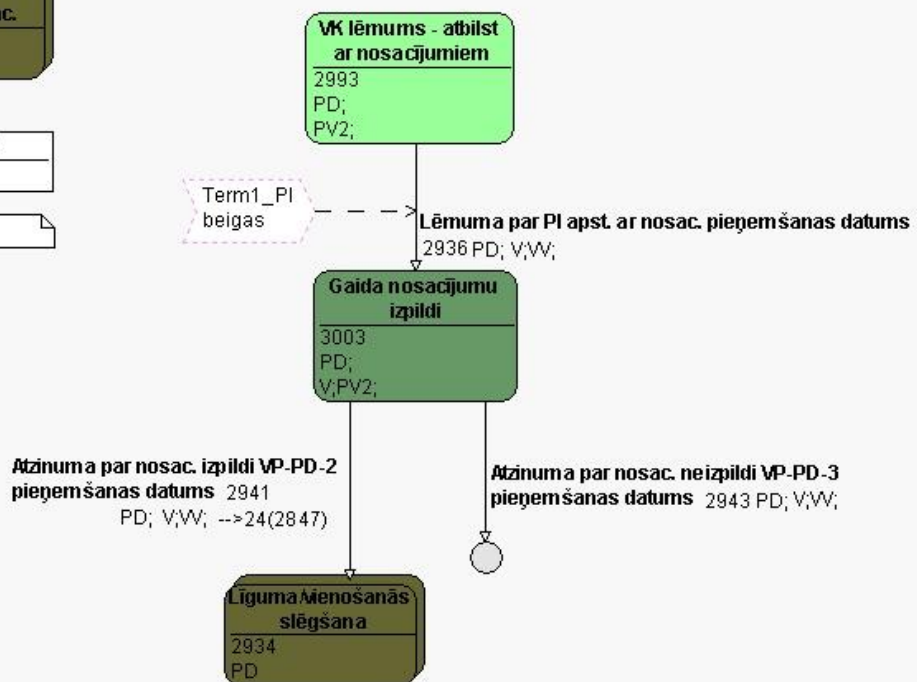 c.
VK lēmums - atbilst
ar nosacījumiem
2993
PD;
PV2;
Term1_PI
beigas
Lēmuma par PI apst. ar nosac. pieņemšanas datums
2936 PD; V;VV;
Gaida nosacījumu
izpildi
3003
PD;
V;PV2;
Atzinuma par nosac. izpildi VP-PD-2
pieņemšanas datums 2941
PD; V;VV; -->24(2847)
Atzinuma par nosac. neizpildi VP-PD-3
pieņemšanas datums 2943 PD; V;VV;
Līguma/vienošanās
slēgšana
2934
PD